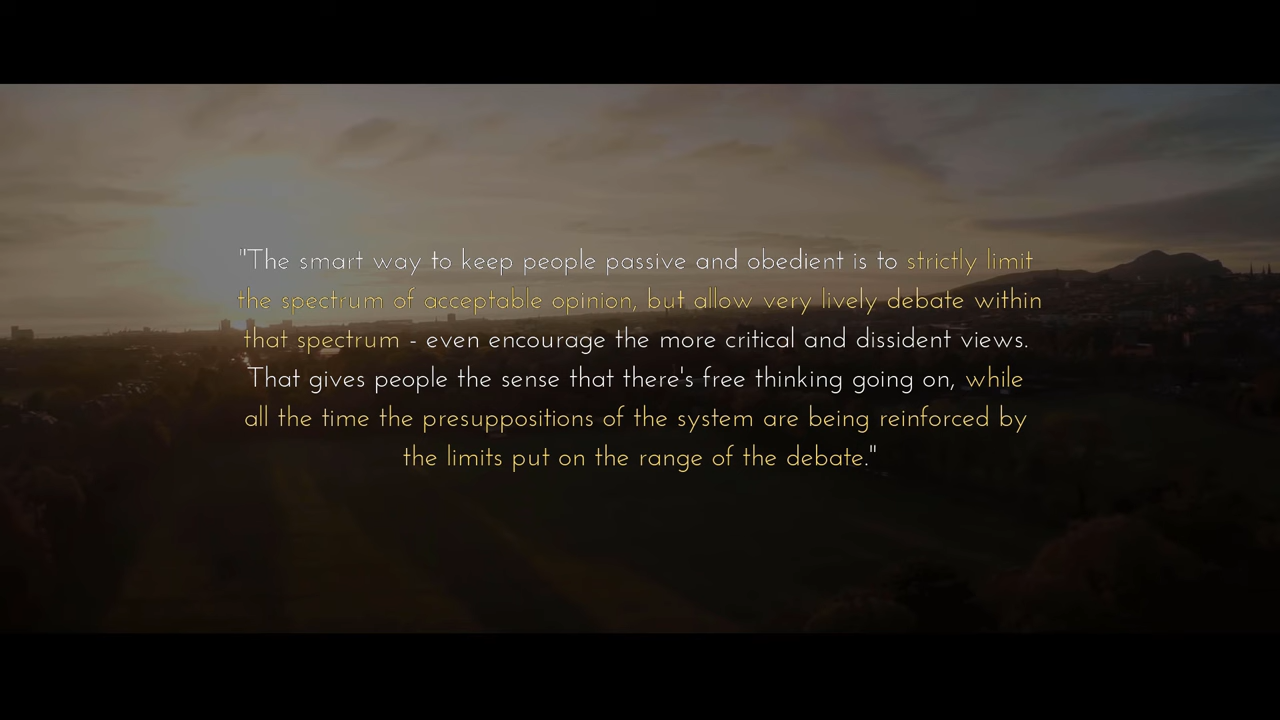 "The smart way to keep people passive and obedient is to strictly limit
the spectrum of acceptable opinion, but allow very lively debate within
that spectrum - even encourage the more critical and dissident views.
That gives people the sense that there's free thinking going on, while
all the time the presuppositions of the system are being reinforced by
the limits put on the range of the debate."